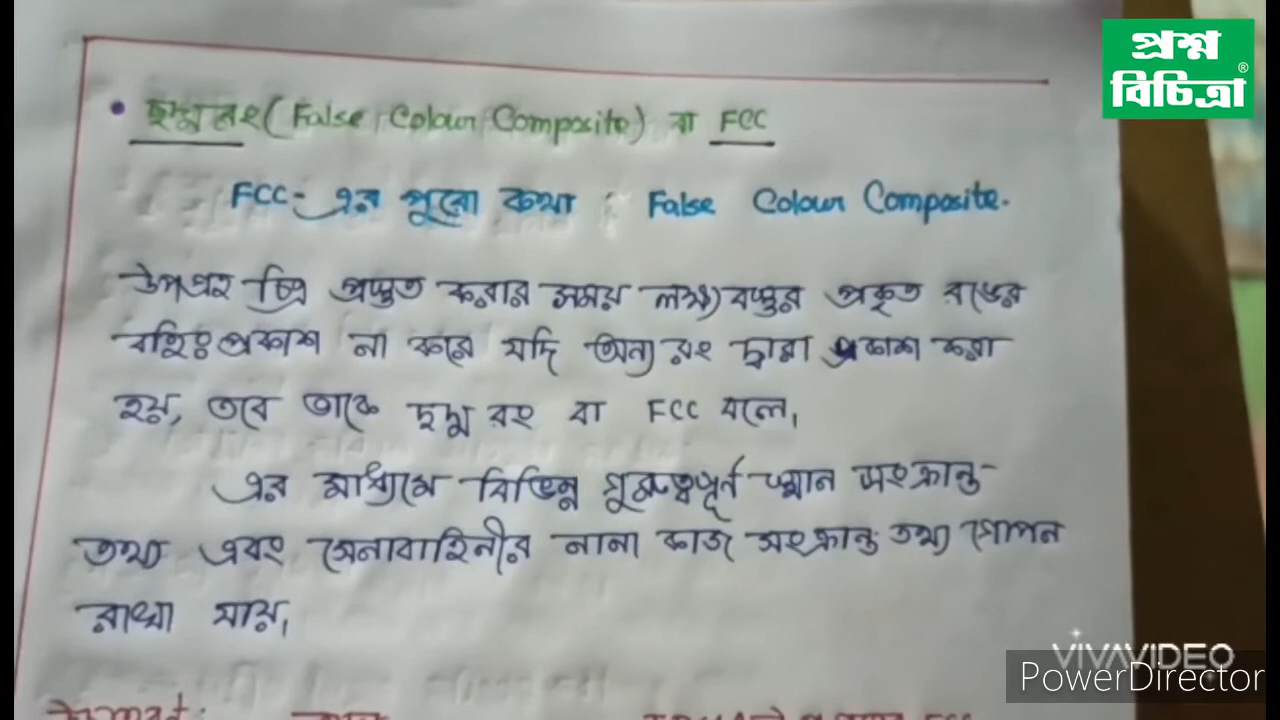 প্রশ্ন
বিচিত্রা®
• ছদ্ম রং (False Colour Composite) বা FCC
FCC- এর পুরো কথা : False Colour Composite.
উপগ্রহ চিত্র প্রস্তুত করার সময় লক্ষ্যবস্তুর প্রকৃত রঙের
বহিঃপ্রকাশ না করে যদি অন্য রং দ্বারা প্রকাশ করা
হয়, তবে তাকে ছদ্ম রং বা FCC বলে।
এর মাধ্যমে বিভিন্ন গুরুত্বপূর্ণ স্থান সংক্রান্ত
তথ্য এবং সেনাবাহিনীর নানা কাজ সংক্রান্ত তথ্য গোপন
রাখা যায়।
VIVAVIDEO
PowerDirector